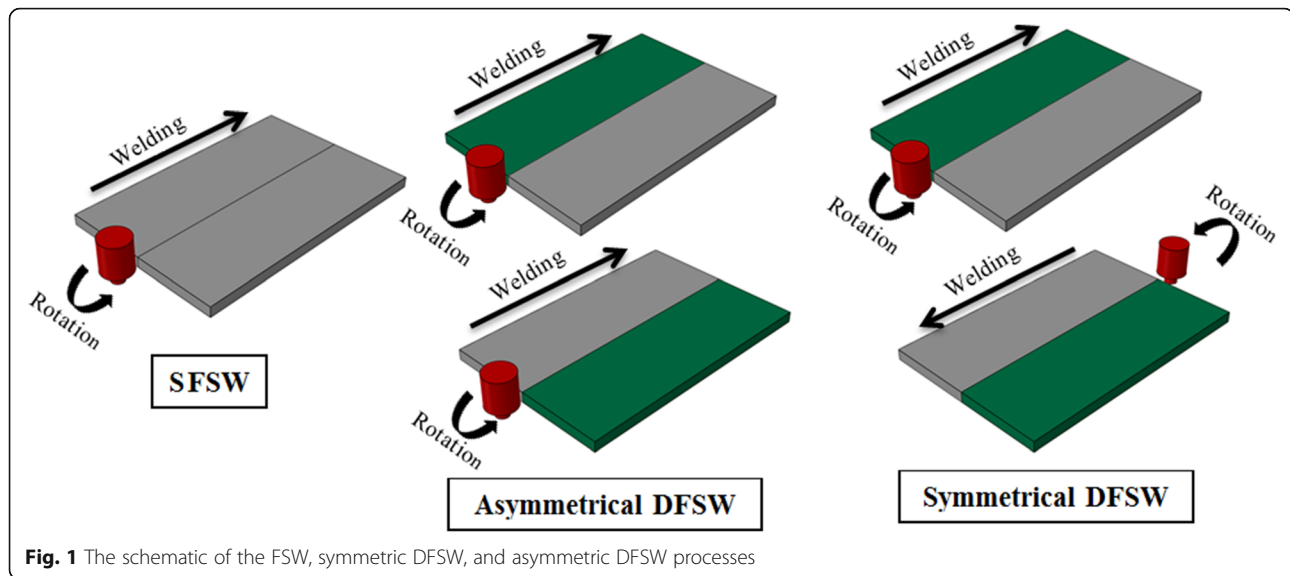 Welding
Rotation
SFSW
Welding
Rotation
Welding
Rotation
Asymmetrical DFSW
Welding
Rotation
Rotation
Welding
Symmetrical DFSW
Fig. 1 The schematic of the FSW, symmetric DFSW, and asymmetric DFSW processes